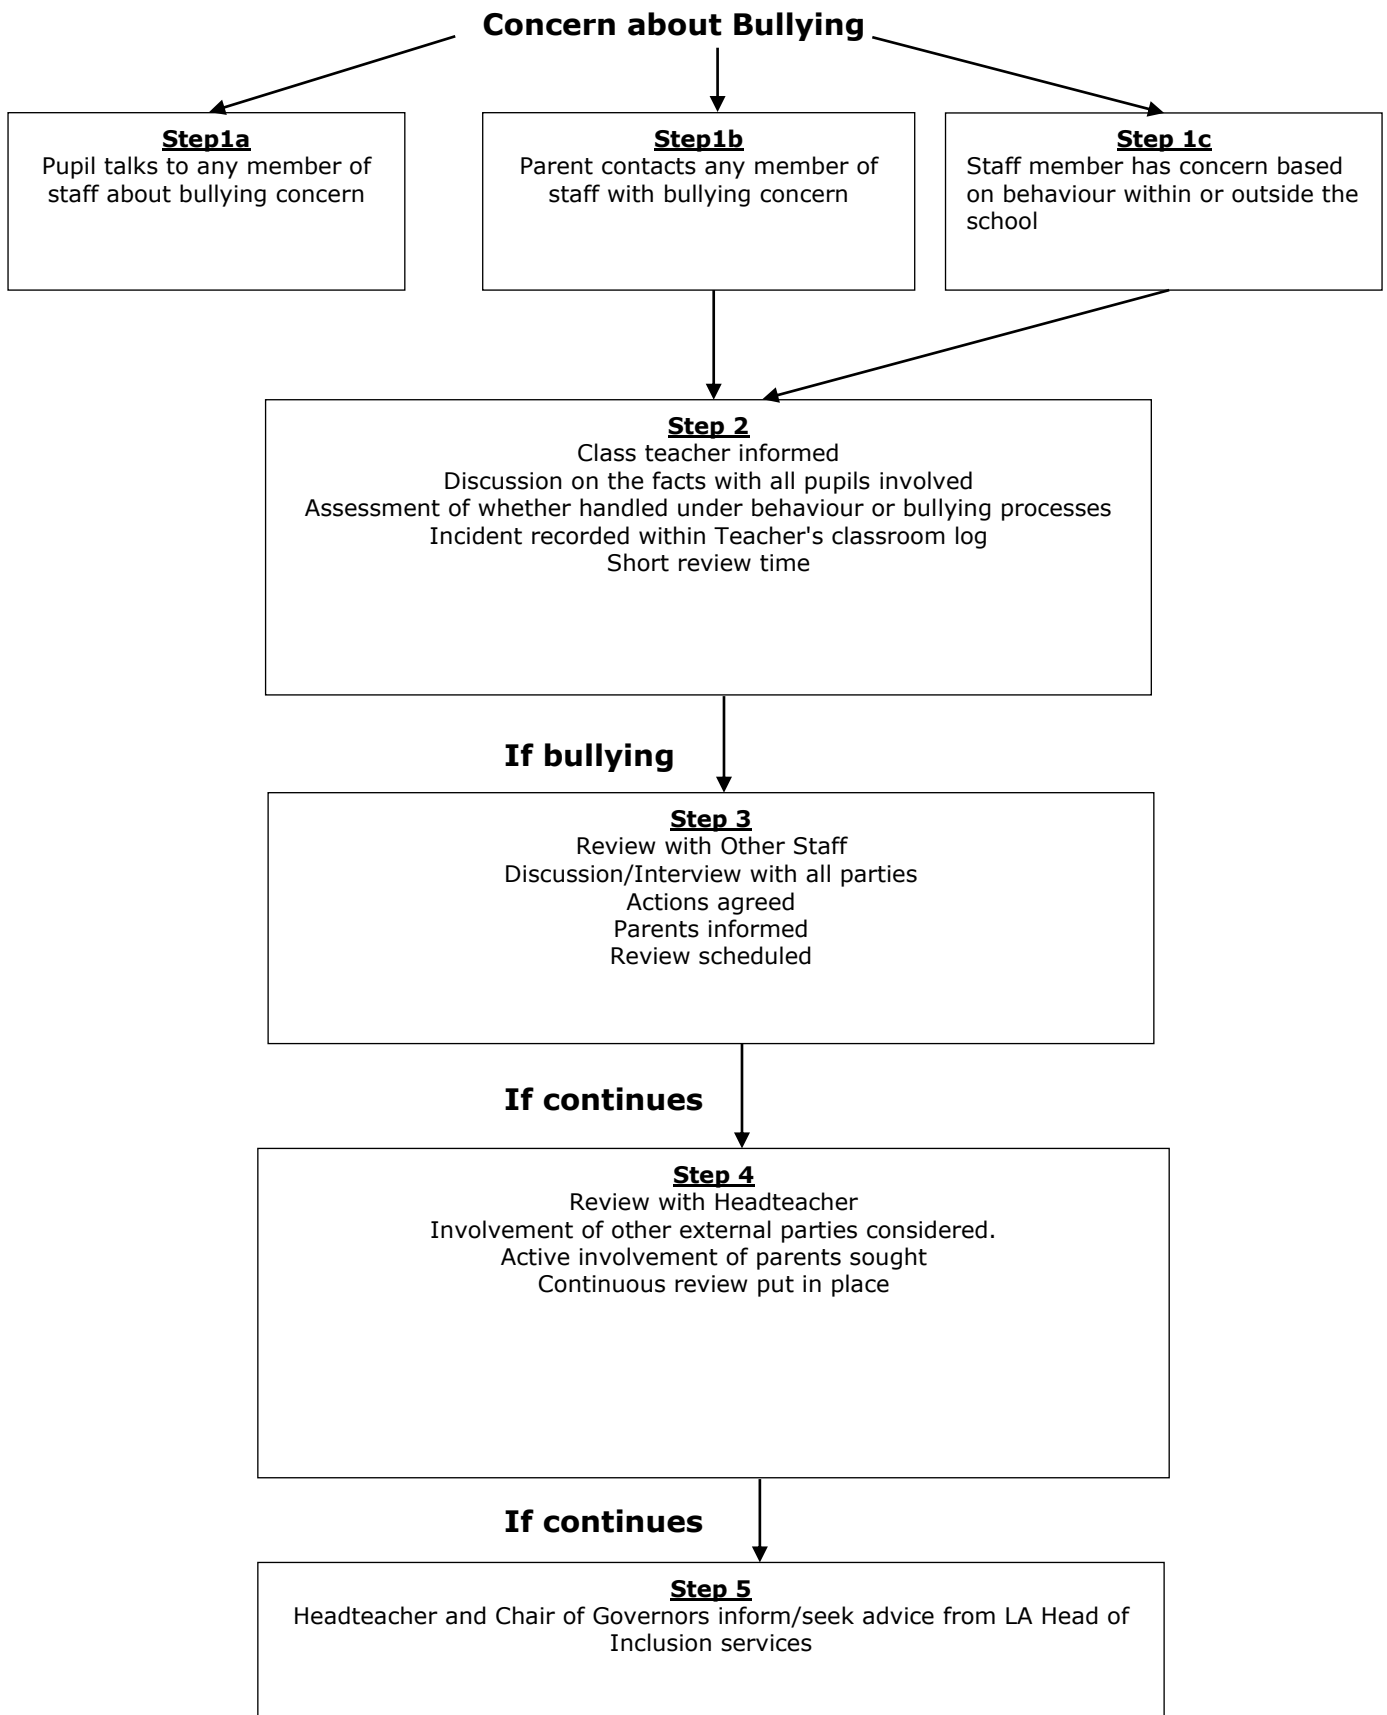 Concern about Bullying
Step1a
Pupil talks to any member of
staff about bullying concern
Step1b
Parent contacts any member of
staff with bullying concern
Step 1c
Staff member has concern based
on behaviour within or outside the
school
Step 2
Class teacher informed
Discussion on the facts with all pupils involved
Assessment of whether handled under behaviour or bullying processes
Incident recorded within Teacher's classroom log
Short review time
If bullying
Step 3
Review with Other Staff
Discussion/Interview with all parties
Actions agreed
Parents informed
Review scheduled
If continues
Step 4
Review with Headteacher
Involvement of other external parties considered.
Active involvement of parents sought
Continuous review put in place
If continues
Step 5
Headteacher and Chair of Governors inform/seek advice from LA Head of
Inclusion services